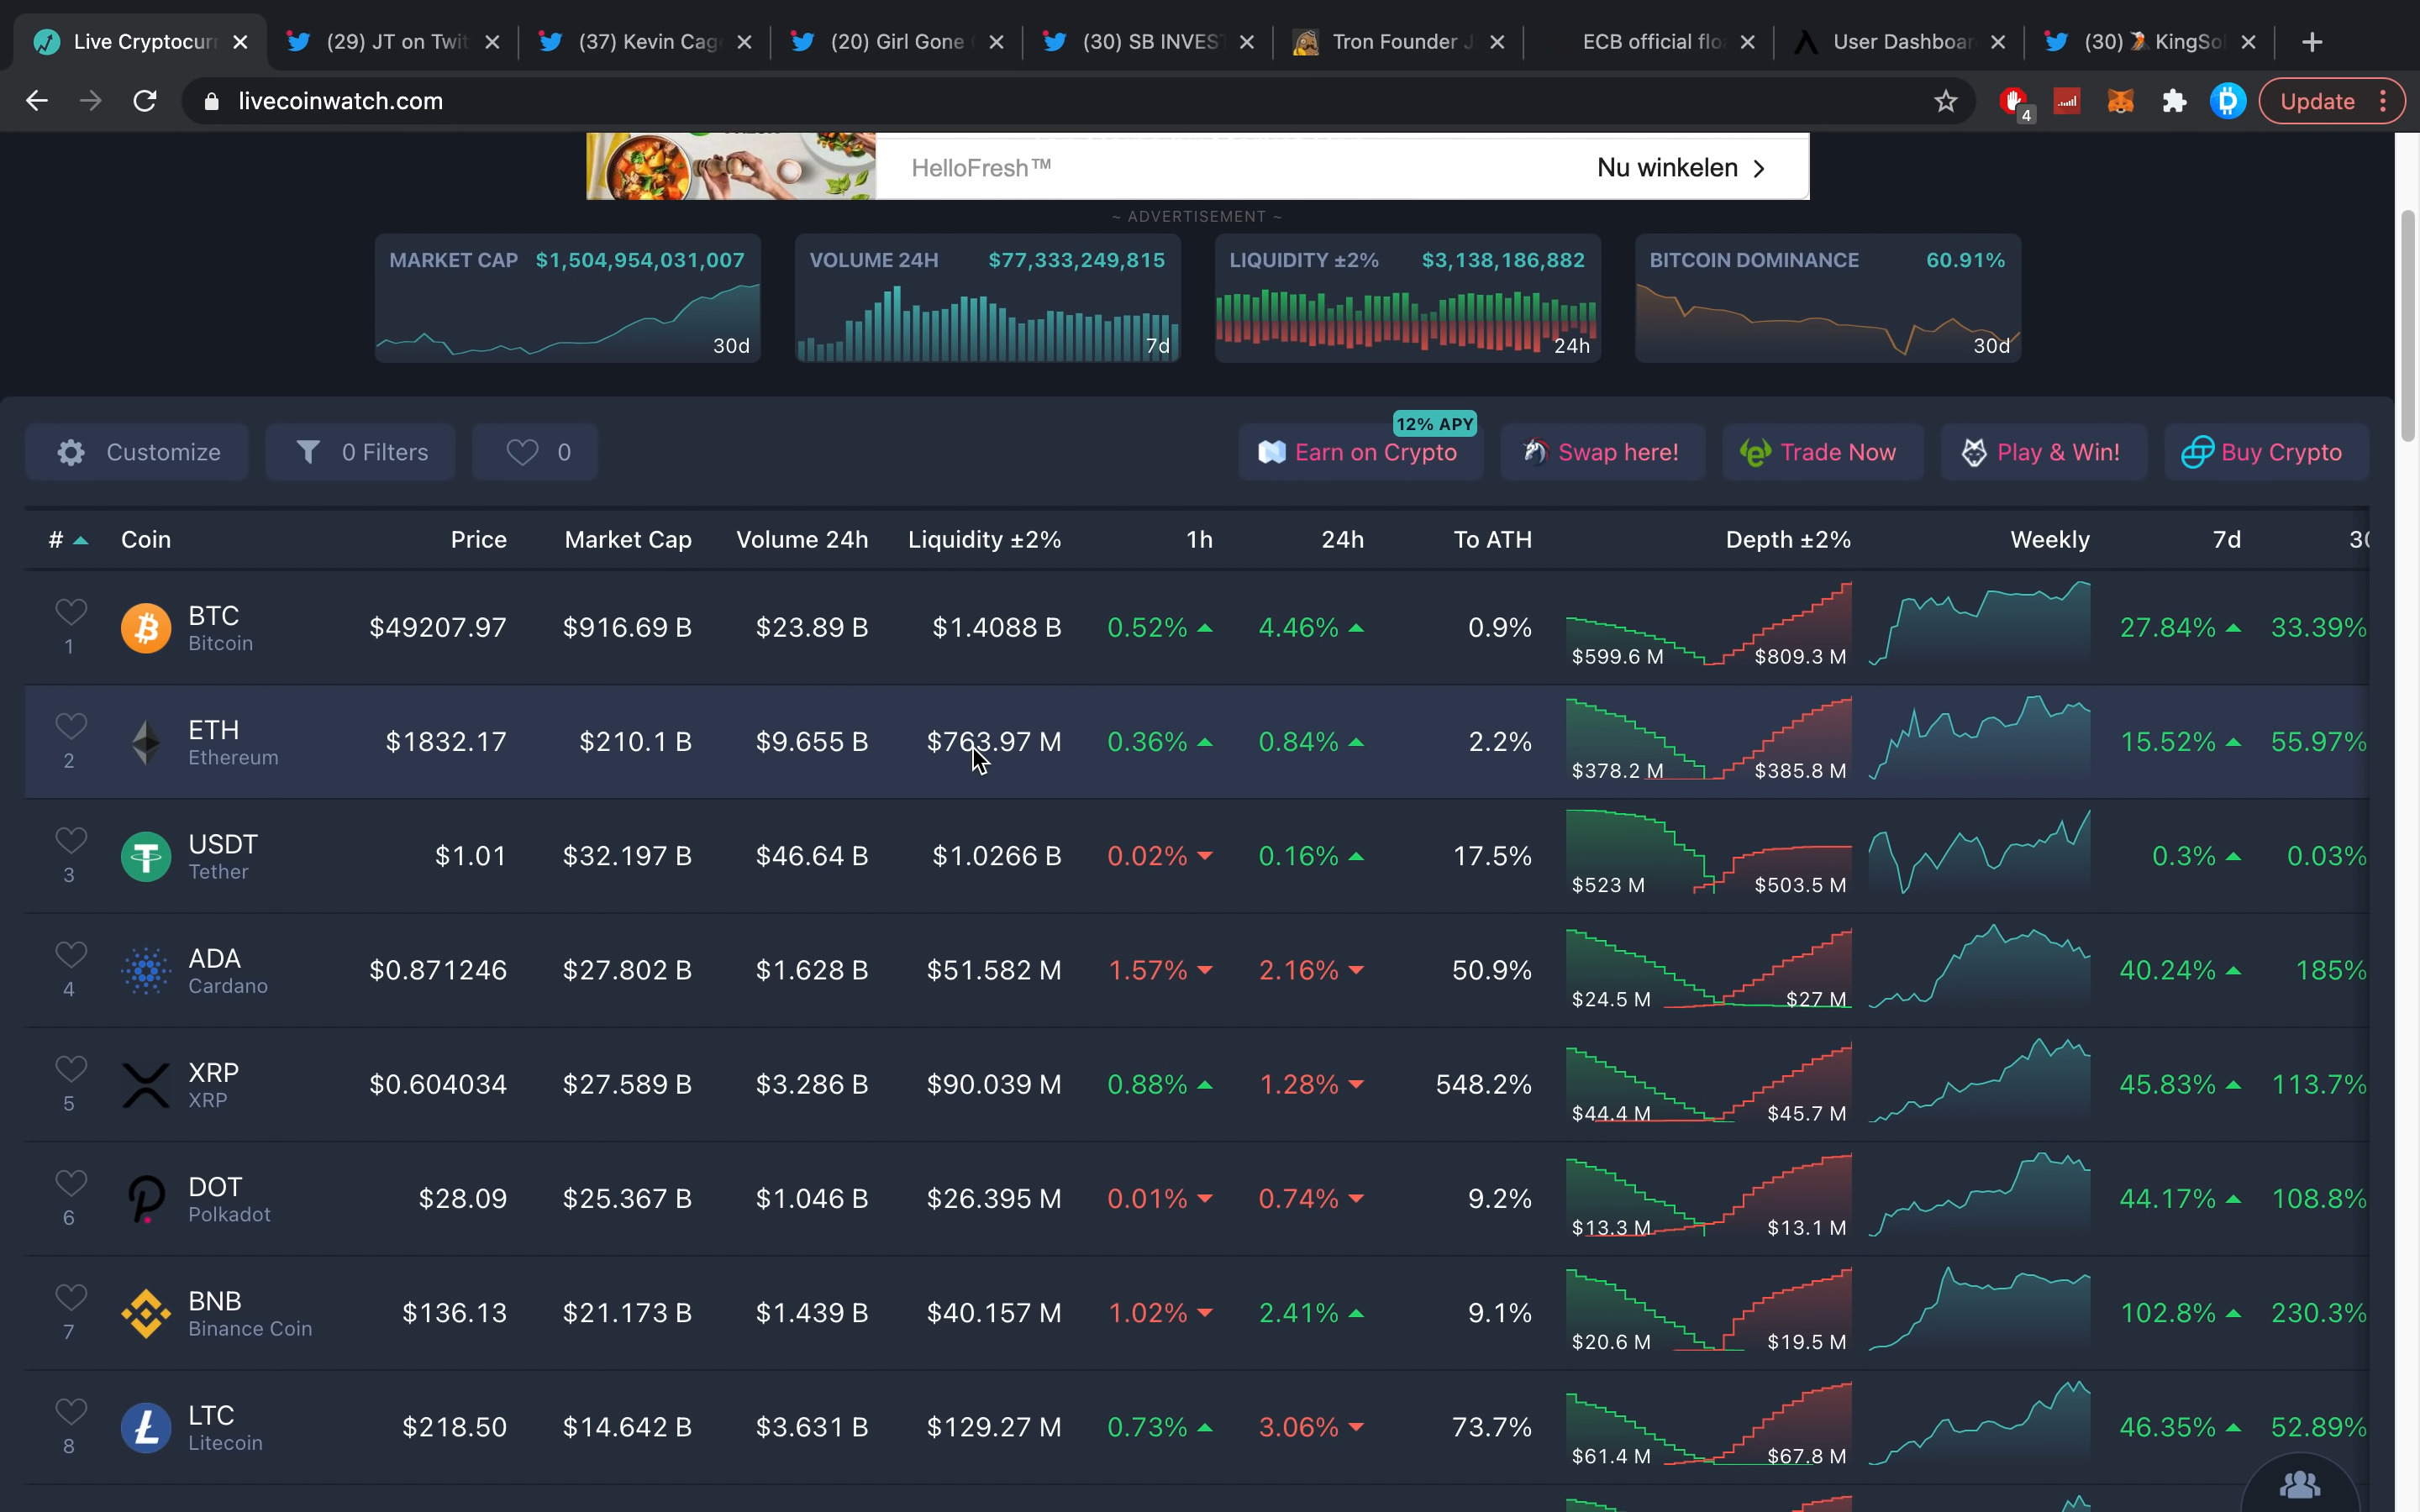 Live Cryptocurr
(29) JT on Twit
(37) Kevin Cag
(20) Girl Gone
(30) SB INVEST
Tron Founder J
ECB official flo
User Dashboar
(30) KingSol
livecoinwatch.com
4
Update
HelloFresh™
Nu winkelen
~ ADVERTISEMENT ~
MARKET CAP $1,504,954,031,007
30d
VOLUME 24H $77,333,249,815
7d
LIQUIDITY ±2% $3,138,186,882
24h
BITCOIN DOMINANCE 60.91%
30d
Customize
0 Filters
0
12% APY
Earn on Crypto
Swap here!
Trade Now
Play & Win!
Buy Crypto
# Coin Price Market Cap Volume 24h Liquidity ±2% 1h 24h To ATH Depth ±2% Weekly 7d 30
1 BTC Bitcoin $49207.97 $916.69 B $23.89 B $1.4088 B 0.52% 4.46% 0.9% $599.6 M $809.3 M 27.84% 33.39%
2 ETH Ethereum $1832.17 $210.1 B $9.655 B $763.97 M 0.36% 0.84% 2.2% $378.2 M $385.8 M 15.52% 55.97%
3 USDT Tether $1.01 $32.197 B $46.64 B $1.0266 B 0.02% 0.16% 17.5% $523 M $503.5 M 0.3% 0.03%
4 ADA Cardano $0.871246 $27.802 B $1.628 B $51.582 M 1.57% 2.16% 50.9% $24.5 M $27 M 40.24% 185%
5 XRP XRP $0.604034 $27.589 B $3.286 B $90.039 M 0.88% 1.28% 548.2% $44.4 M $45.7 M 45.83% 113.7%
6 DOT Polkadot $28.09 $25.367 B $1.046 B $26.395 M 0.01% 0.74% 9.2% $13.3 M $13.1 M 44.17% 108.8%
7 BNB Binance Coin $136.13 $21.173 B $1.439 B $40.157 M 1.02% 2.41% 9.1% $20.6 M $19.5 M 102.8% 230.3%
8 LTC Litecoin $218.50 $14.642 B $3.631 B $129.27 M 0.73% 3.06% 73.7% $61.4 M $67.8 M 46.35% 52.89%